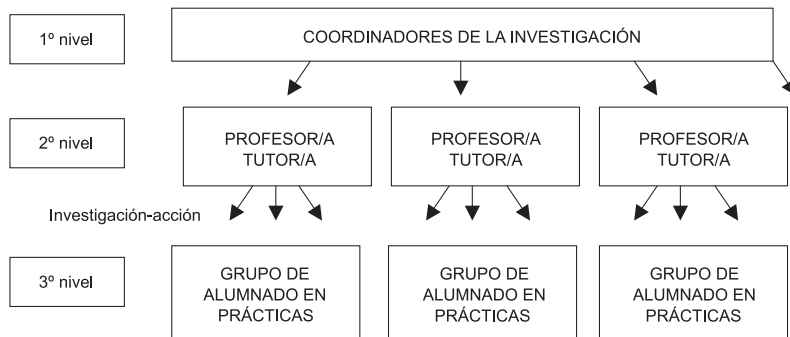 1º nivel
COORDINADORES DE LA INVESTIGACIÓN
2º nivel
PROFESOR/A
TUTOR/A
PROFESOR/A
TUTOR/A
PROFESOR/A
TUTOR/A
Investigación-acción
3º nivel
GRUPO DE
ALUMNADO EN
PRÁCTICAS
GRUPO DE
ALUMNADO EN
PRÁCTICAS
GRUPO DE
ALUMNADO EN
PRÁCTICAS